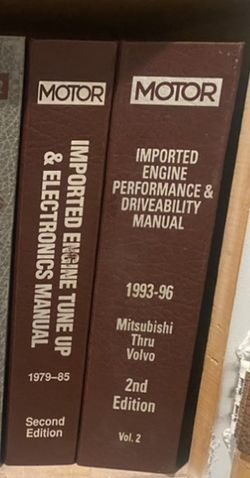 MOTOR
IMPORTED ENGINE TUNE UP
& ELECTRONICS MANUAL
1979–85
Second
Edition
MOTOR
IMPORTED
ENGINE
PERFORMANCE &
DRIVEABILITY
MANUAL
1993-96
Mitsubishi
Thru
Volvo
2nd
Edition
Vol. 2